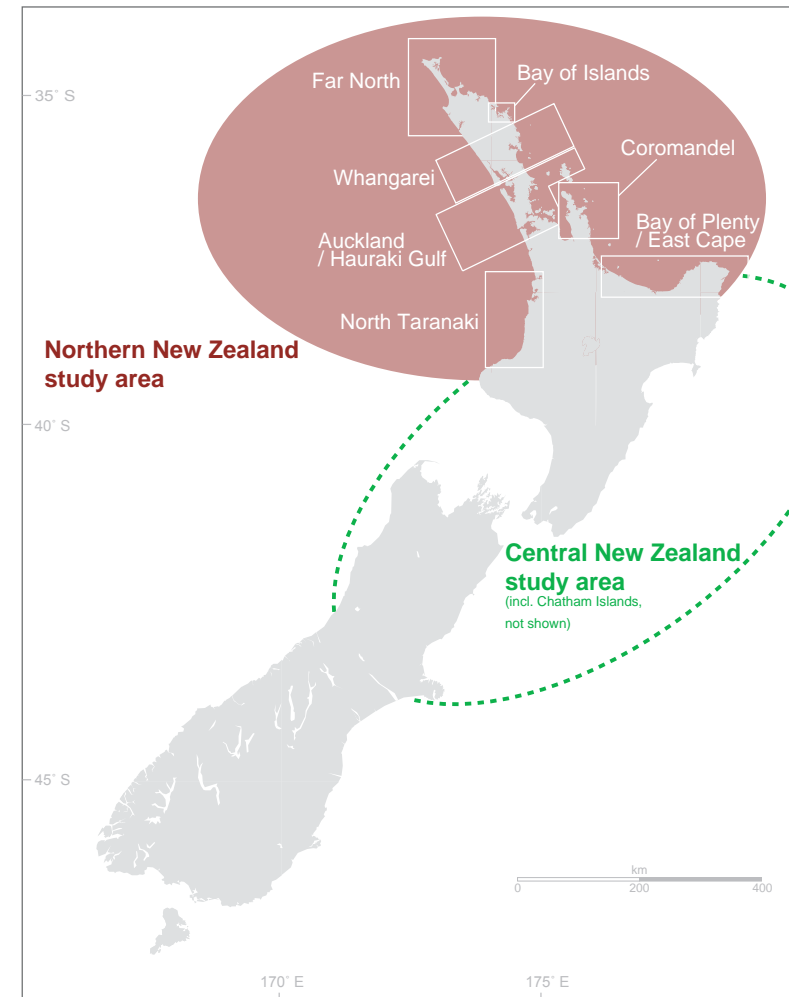 35° S
Far North
Bay of Islands
Coromandel
Whangarei
Bay of Plenty
/ East Cape
Auckland
/ Hauraki Gulf
North Taranaki
Northern New Zealand
study area
40° S
Central New Zealand
study area
(incl. Chatham Islands,
not shown)
45° S
km
0 200 400
170° E 175° E